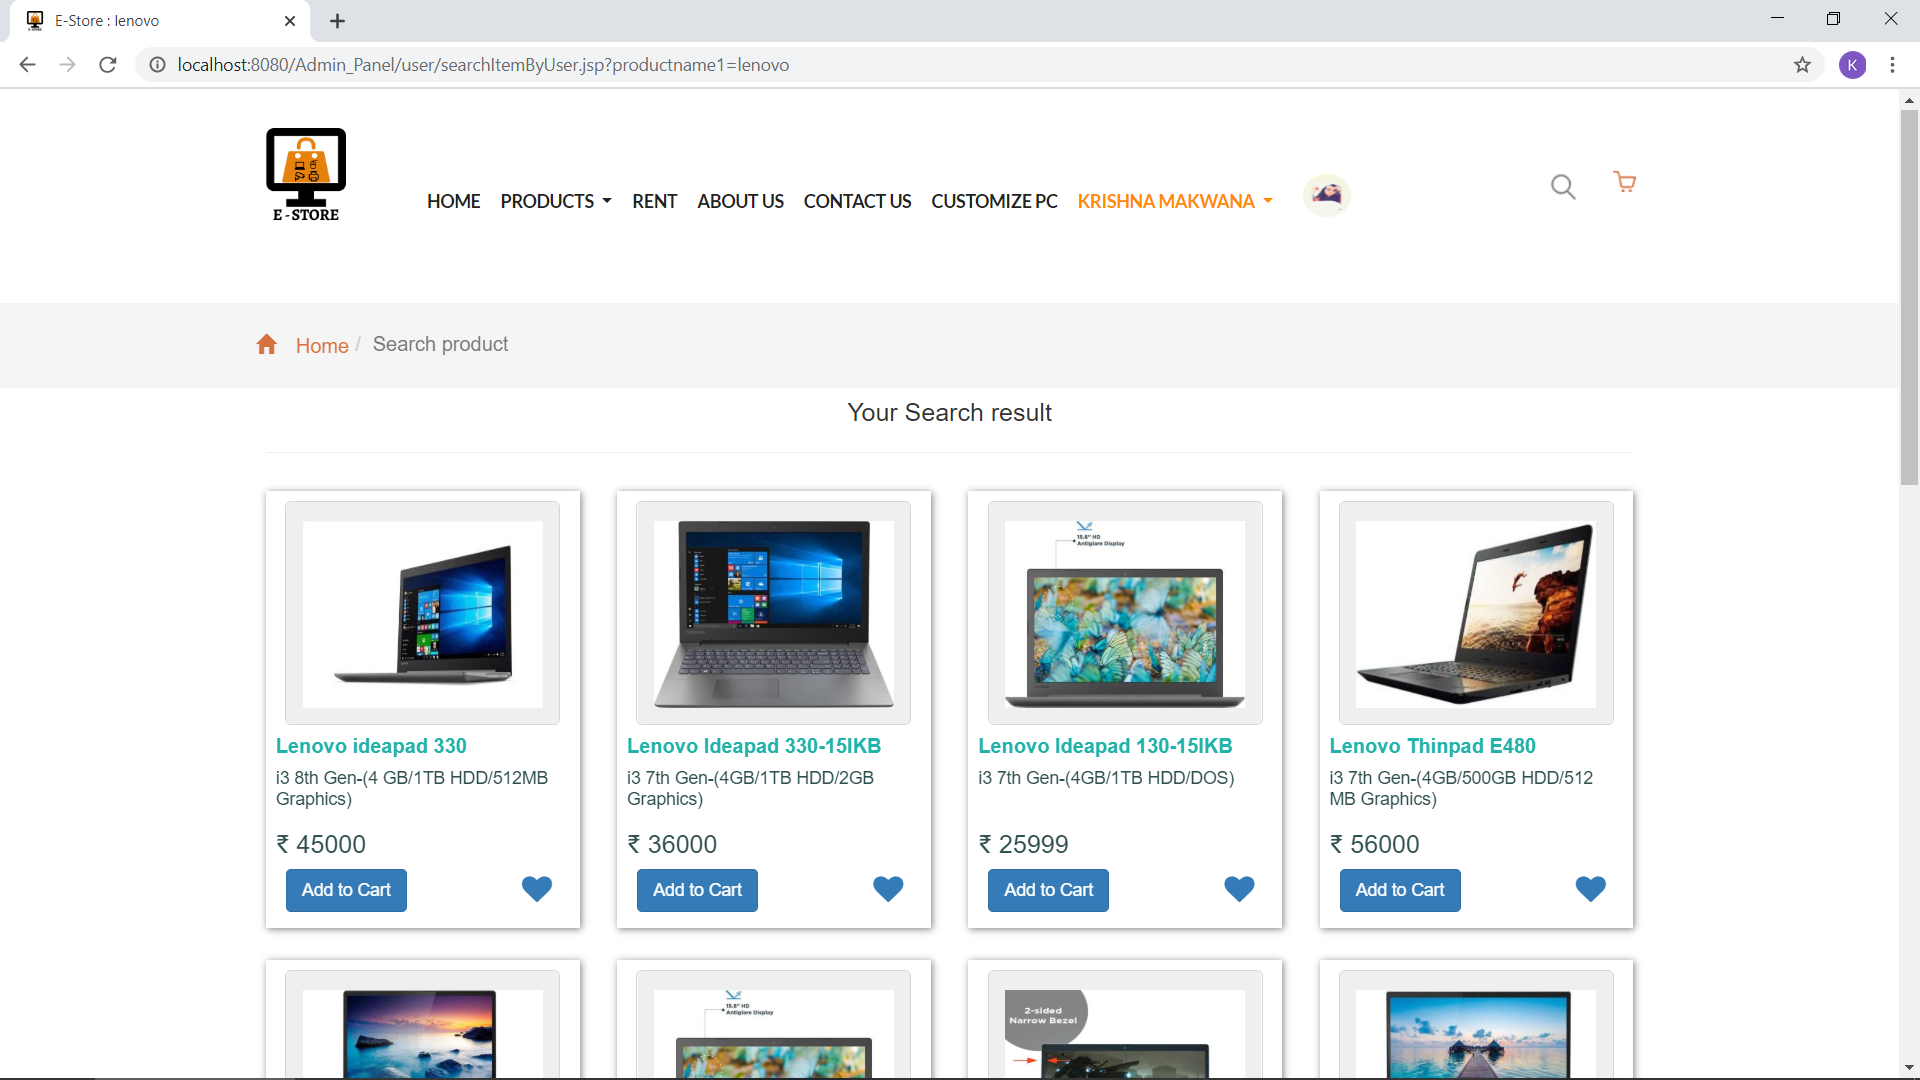 E-Store : lenovo
localhost:8080/Admin_Panel/user/searchItemByUser.jsp?productname1=lenovo
K
E-STORE
HOME PRODUCTS RENT ABOUT US CONTACT US CUSTOMIZE PC KRISHNA MAKWANA
Home / Search product
Your Search result
15.6" HD
Antiglare Display
Lenovo ideapad 330
i3 8th Gen-(4 GB/1TB HDD/512MB
Graphics)
₹ 45000
Add to Cart
Lenovo Ideapad 330-15IKB
i3 7th Gen-(4GB/1TB HDD/2GB
Graphics)
₹ 36000
Add to Cart
Lenovo Ideapad 130-15IKB
i3 7th Gen-(4GB/1TB HDD/DOS)
₹ 25999
Add to Cart
Lenovo Thinpad E480
i3 7th Gen-(4GB/500GB HDD/512
MB Graphics)
₹ 56000
Add to Cart
15.6" HD
Antiglare Display
2-sided
Narrow Bezel